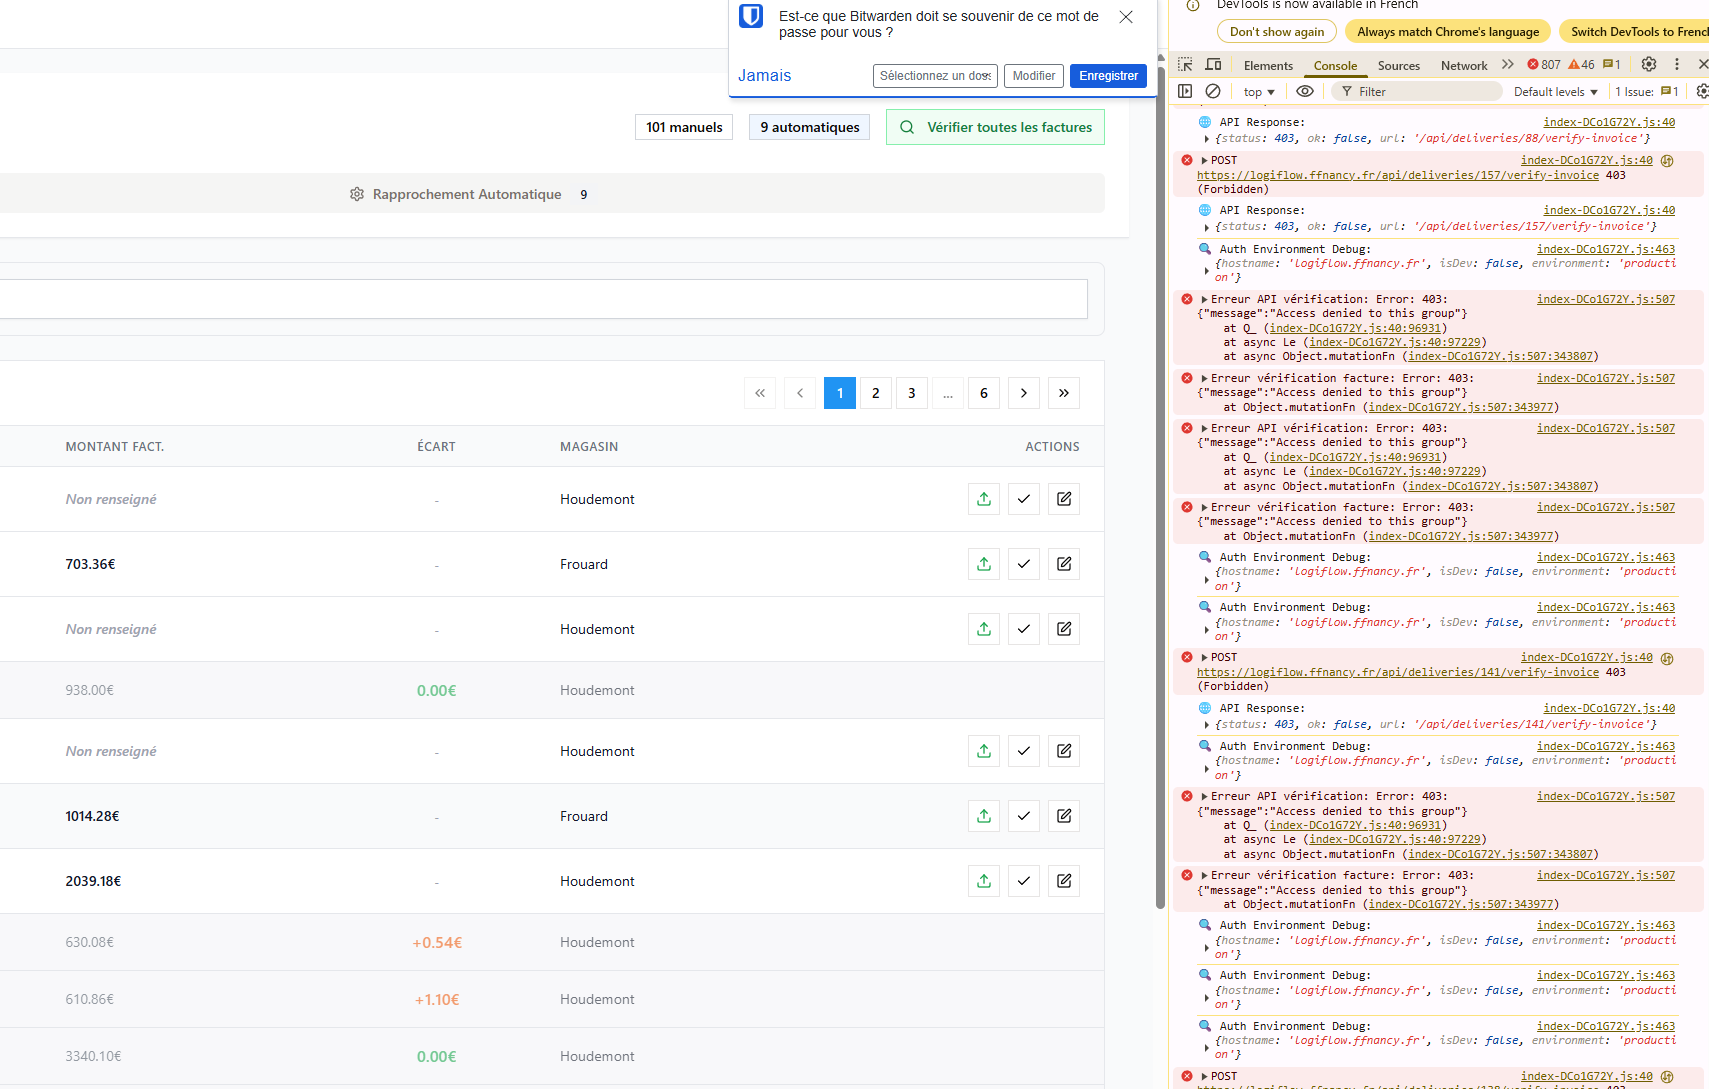 Est-ce que Bitwarden doit se souvenir de ce mot de
passe pour vous ?
Jamais
Sélectionnez un dos
Modifier
Enregistrer
101 manuels
9 automatiques
Vérifier toutes les factures
Rapprochement Automatique 9
« ‹ 1 2 3 ... 6 › »
MONTANT FACT. ÉCART MAGASIN ACTIONS
Non renseigné - Houdemont
703.36€ - Frouard
Non renseigné - Houdemont
938.00€ 0.00€ Houdemont
Non renseigné - Houdemont
1014.28€ - Frouard
2039.18€ - Houdemont
630.08€ +0.54€ Houdemont
610.86€ +1.10€ Houdemont
3340.10€ 0.00€ Houdemont
DevTools is now available in French
Don't show again
Always match Chrome's language
Switch DevTools to French
Elements Console Sources Network 807 46 1
top Filter Default levels 1 Issue: 1
API Response: index-DCo1G72Y.js:40
{status: 403, ok: false, url: '/api/deliveries/88/verify-invoice'}
POST index-DCo1G72Y.js:40
https://logiflow.ffnancy.fr/api/deliveries/157/verify-invoice 403
(Forbidden)
API Response: index-DCo1G72Y.js:40
{status: 403, ok: false, url: '/api/deliveries/157/verify-invoice'}
Auth Environment Debug: index-DCo1G72Y.js:463
{hostname: 'logiflow.ffnancy.fr', isDev: false, environment: 'producti
on'}
Erreur API vérification: Error: 403: index-DCo1G72Y.js:507
{"message":"Access denied to this group"}
at Q_ (index-DCo1G72Y.js:40:96931)
at async Le (index-DCo1G72Y.js:40:97229)
at async Object.mutationFn (index-DCo1G72Y.js:507:343807)
Erreur vérification facture: Error: 403: index-DCo1G72Y.js:507
{"message":"Access denied to this group"}
at Object.mutationFn (index-DCo1G72Y.js:507:343977)
Erreur API vérification: Error: 403: index-DCo1G72Y.js:507
{"message":"Access denied to this group"}
at Q_ (index-DCo1G72Y.js:40:96931)
at async Le (index-DCo1G72Y.js:40:97229)
at async Object.mutationFn (index-DCo1G72Y.js:507:343807)
Erreur vérification facture: Error: 403: index-DCo1G72Y.js:507
{"message":"Access denied to this group"}
at Object.mutationFn (index-DCo1G72Y.js:507:343977)
Auth Environment Debug: index-DCo1G72Y.js:463
{hostname: 'logiflow.ffnancy.fr', isDev: false, environment: 'producti
on'}
Auth Environment Debug: index-DCo1G72Y.js:463
{hostname: 'logiflow.ffnancy.fr', isDev: false, environment: 'producti
on'}
POST index-DCo1G72Y.js:40
https://logiflow.ffnancy.fr/api/deliveries/141/verify-invoice 403
(Forbidden)
API Response: index-DCo1G72Y.js:40
{status: 403, ok: false, url: '/api/deliveries/141/verify-invoice'}
Auth Environment Debug: index-DCo1G72Y.js:463
{hostname: 'logiflow.ffnancy.fr', isDev: false, environment: 'producti
on'}
Erreur API vérification: Error: 403: index-DCo1G72Y.js:507
{"message":"Access denied to this group"}
at Q_ (index-DCo1G72Y.js:40:96931)
at async Le (index-DCo1G72Y.js:40:97229)
at async Object.mutationFn (index-DCo1G72Y.js:507:343807)
Erreur vérification facture: Error: 403: index-DCo1G72Y.js:507
{"message":"Access denied to this group"}
at Object.mutationFn (index-DCo1G72Y.js:507:343977)
Auth Environment Debug: index-DCo1G72Y.js:463
{hostname: 'logiflow.ffnancy.fr', isDev: false, environment: 'producti
on'}
Auth Environment Debug: index-DCo1G72Y.js:463
{hostname: 'logiflow.ffnancy.fr', isDev: false, environment: 'producti
on'}
Auth Environment Debug: index-DCo1G72Y.js:463
{hostname: 'logiflow.ffnancy.fr', isDev: false, environment: 'producti
on'}
POST index-DCo1G72Y.js:40